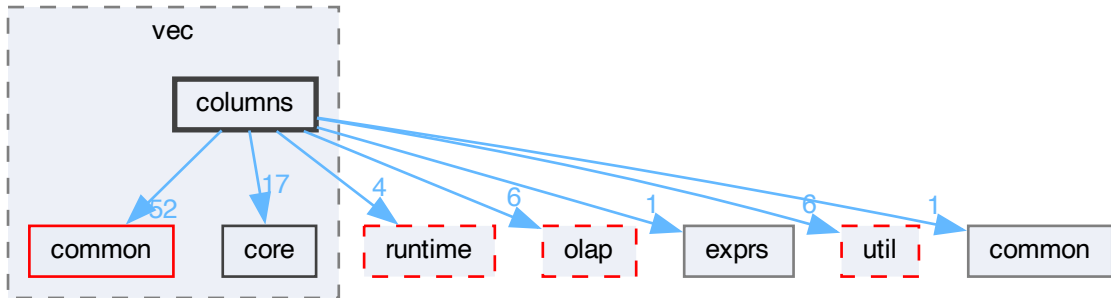 vec
columns
52
17
4
6
1
6
1
common
core
runtime
olap
exprs
util
common